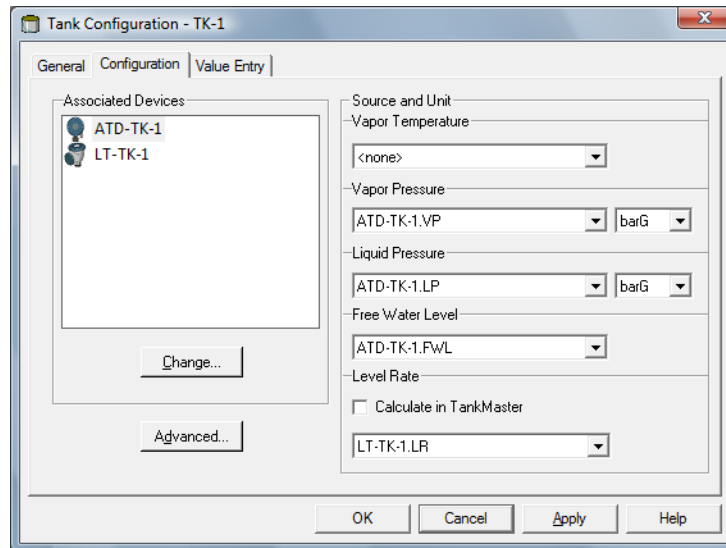 Tank Configuration - TK-1
General Configuration Value Entry
Associated Devices
ATD-TK-1
LT-TK-1
Change...
Advanced...
Source and Unit
Vapor Temperature
<none>
Vapor Pressure
ATD-TK-1.VP barG
Liquid Pressure
ATD-TK-1.LP barG
Free Water Level
ATD-TK-1.FWL
Level Rate
Calculate in TankMaster
LT-TK-1.LR
OK Cancel Apply Help